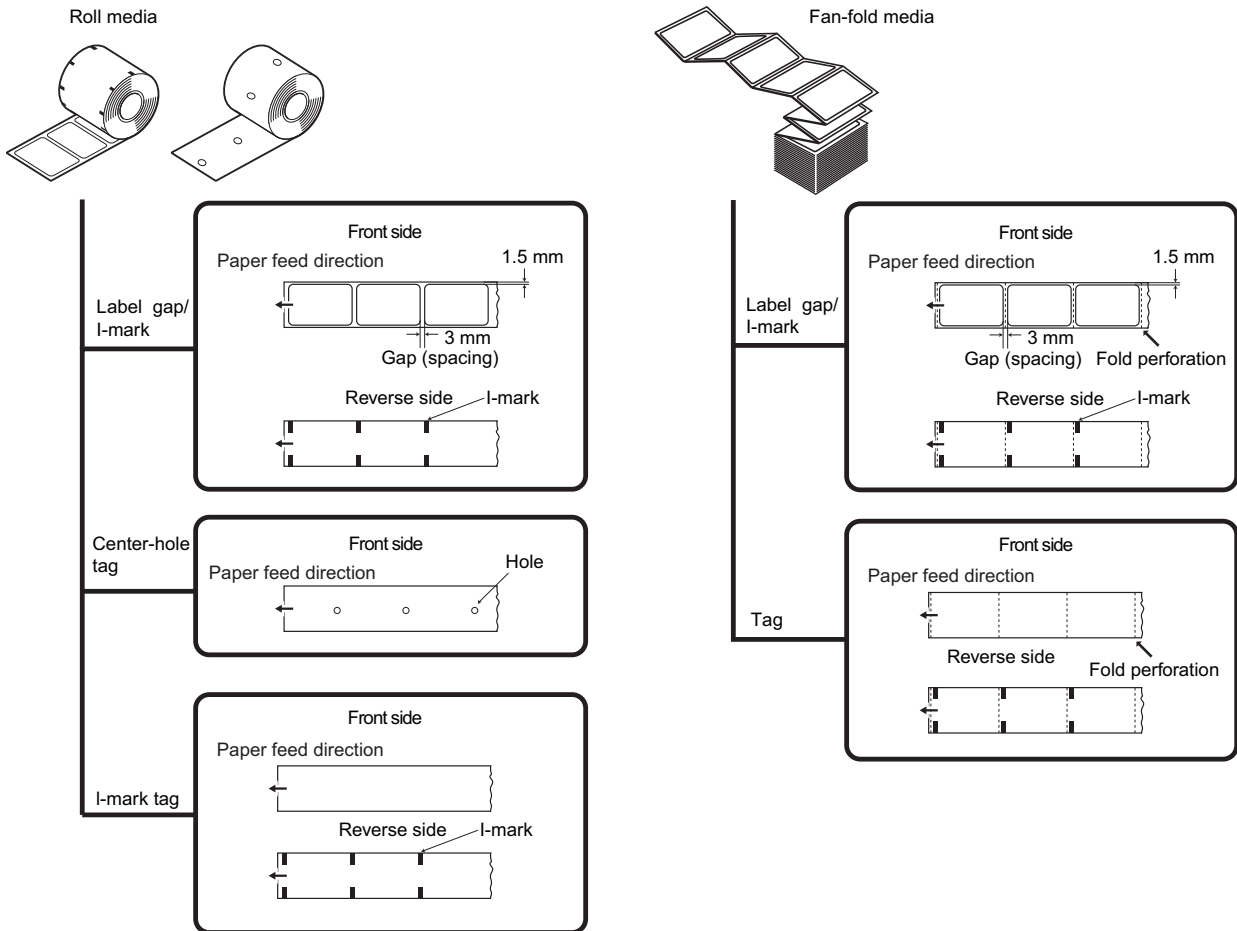 Roll media
Label gap/
I-mark
Front side
Paper feed direction
1.5 mm
3 mm
Gap (spacing)
Reverse side
I-mark
Center-hole
tag
Front side
Paper feed direction
Hole
I-mark tag
Front side
Paper feed direction
Reverse side
I-mark
Fan-fold media
Label gap/
I-mark
Front side
Paper feed direction
1.5 mm
3 mm
Gap (spacing)
Fold perforation
Reverse side
I-mark
Tag
Front side
Paper feed direction
Reverse side
Fold perforation